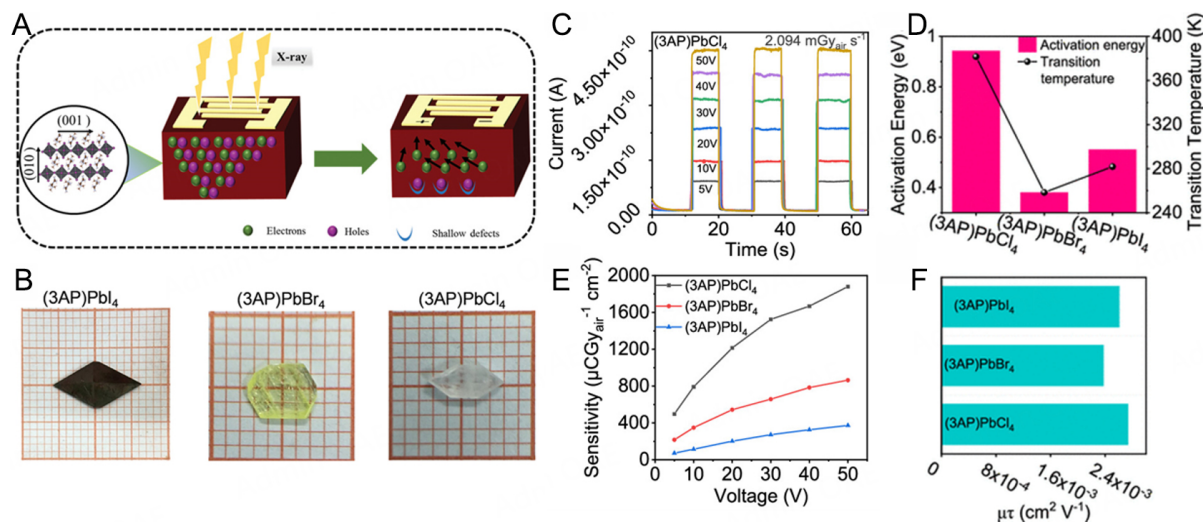 A
X-ray
(001)
(010)
+
−
Electrons
Holes
Shallow defects
B
(3AP)PbI₄
(3AP)PbBr₄
(3AP)PbCl₄
C
(3AP)PbCl₄
2.094 mGyₐᵢᵣ s⁻¹
50V
40V
30V
20V
10V
5V
4.50×10⁻¹⁰
3.00×10⁻¹⁰
1.50×10⁻¹⁰
0.00
Current (A)
0
20
40
60
Time (s)
D
Activation energy
Transition
temperature
1
0.8
0.6
0.4
Activation Energy (eV)
400
380
360
340
320
300
280
260
240
Transition Temperature (K)
(3AP)PbCl₄
(3AP)PbBr₄
(3AP)PbI₄
E
(3AP)PbCl₄
(3AP)PbBr₄
(3AP)PbI₄
2000
1600
1200
800
400
0
Sensitivity (μCGyₐᵢᵣ⁻¹ cm⁻²)
0
10
20
30
40
50
Voltage (V)
F
(3AP)PbI₄
(3AP)PbBr₄
(3AP)PbCl₄
0
8x10⁻⁴
1.6x10⁻³
2.4x10⁻³
μτ (cm² V⁻¹)